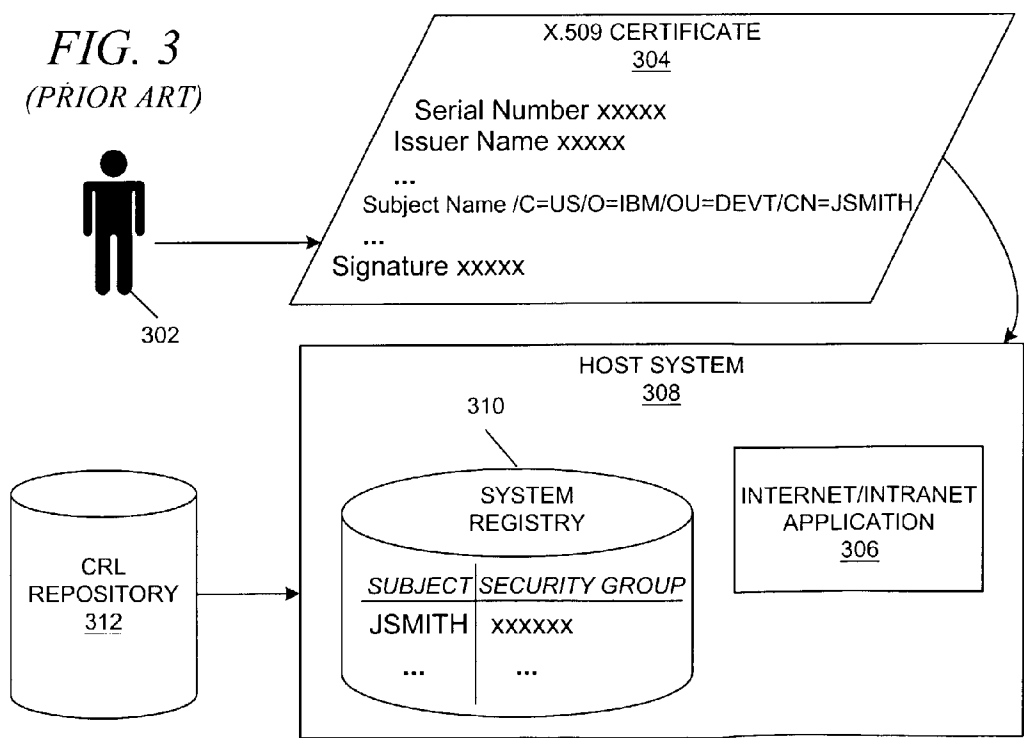 FIG. 3
(PRIOR ART)
302
X.509 CERTIFICATE
304
Serial Number xxxxx
Issuer Name xxxxx
...
Subject Name /C=US/O=IBM/OU=DEVT/CN=JSMITH
...
Signature xxxxx
HOST SYSTEM
308
310
SYSTEM
REGISTRY
SUBJECT SECURITY GROUP
JSMITH xxxxxx
... ...
INTERNET/INTRANET
APPLICATION
306
CRL
REPOSITORY
312